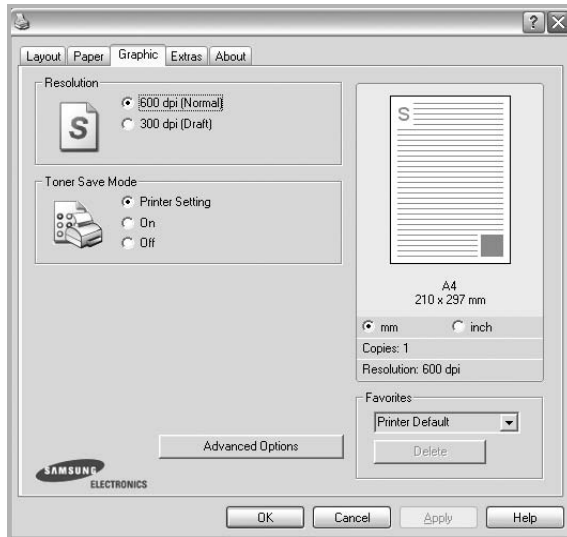 Layout Paper Graphic Extras About
Resolution
S
600 dpi (Normal)
300 dpi (Draft)
Toner Save Mode
Printer Setting
On
Off
S
A4
210 x 297 mm
mm inch
Copies: 1
Resolution: 600 dpi
Favorites
Printer Default
Delete
Advanced Options
SAMSUNG
ELECTRONICS
OK Cancel Apply Help